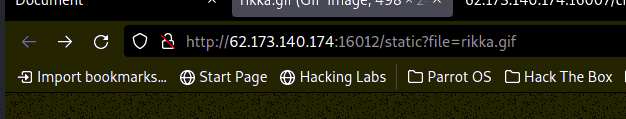 Document rikka.gif (GIF Image, 498 × 2 62.173.140.174:16007/
http://62.173.140.174:16012/static?file=rikka.gif
Import bookmarks... Start Page Hacking Labs Parrot OS Hack The Box